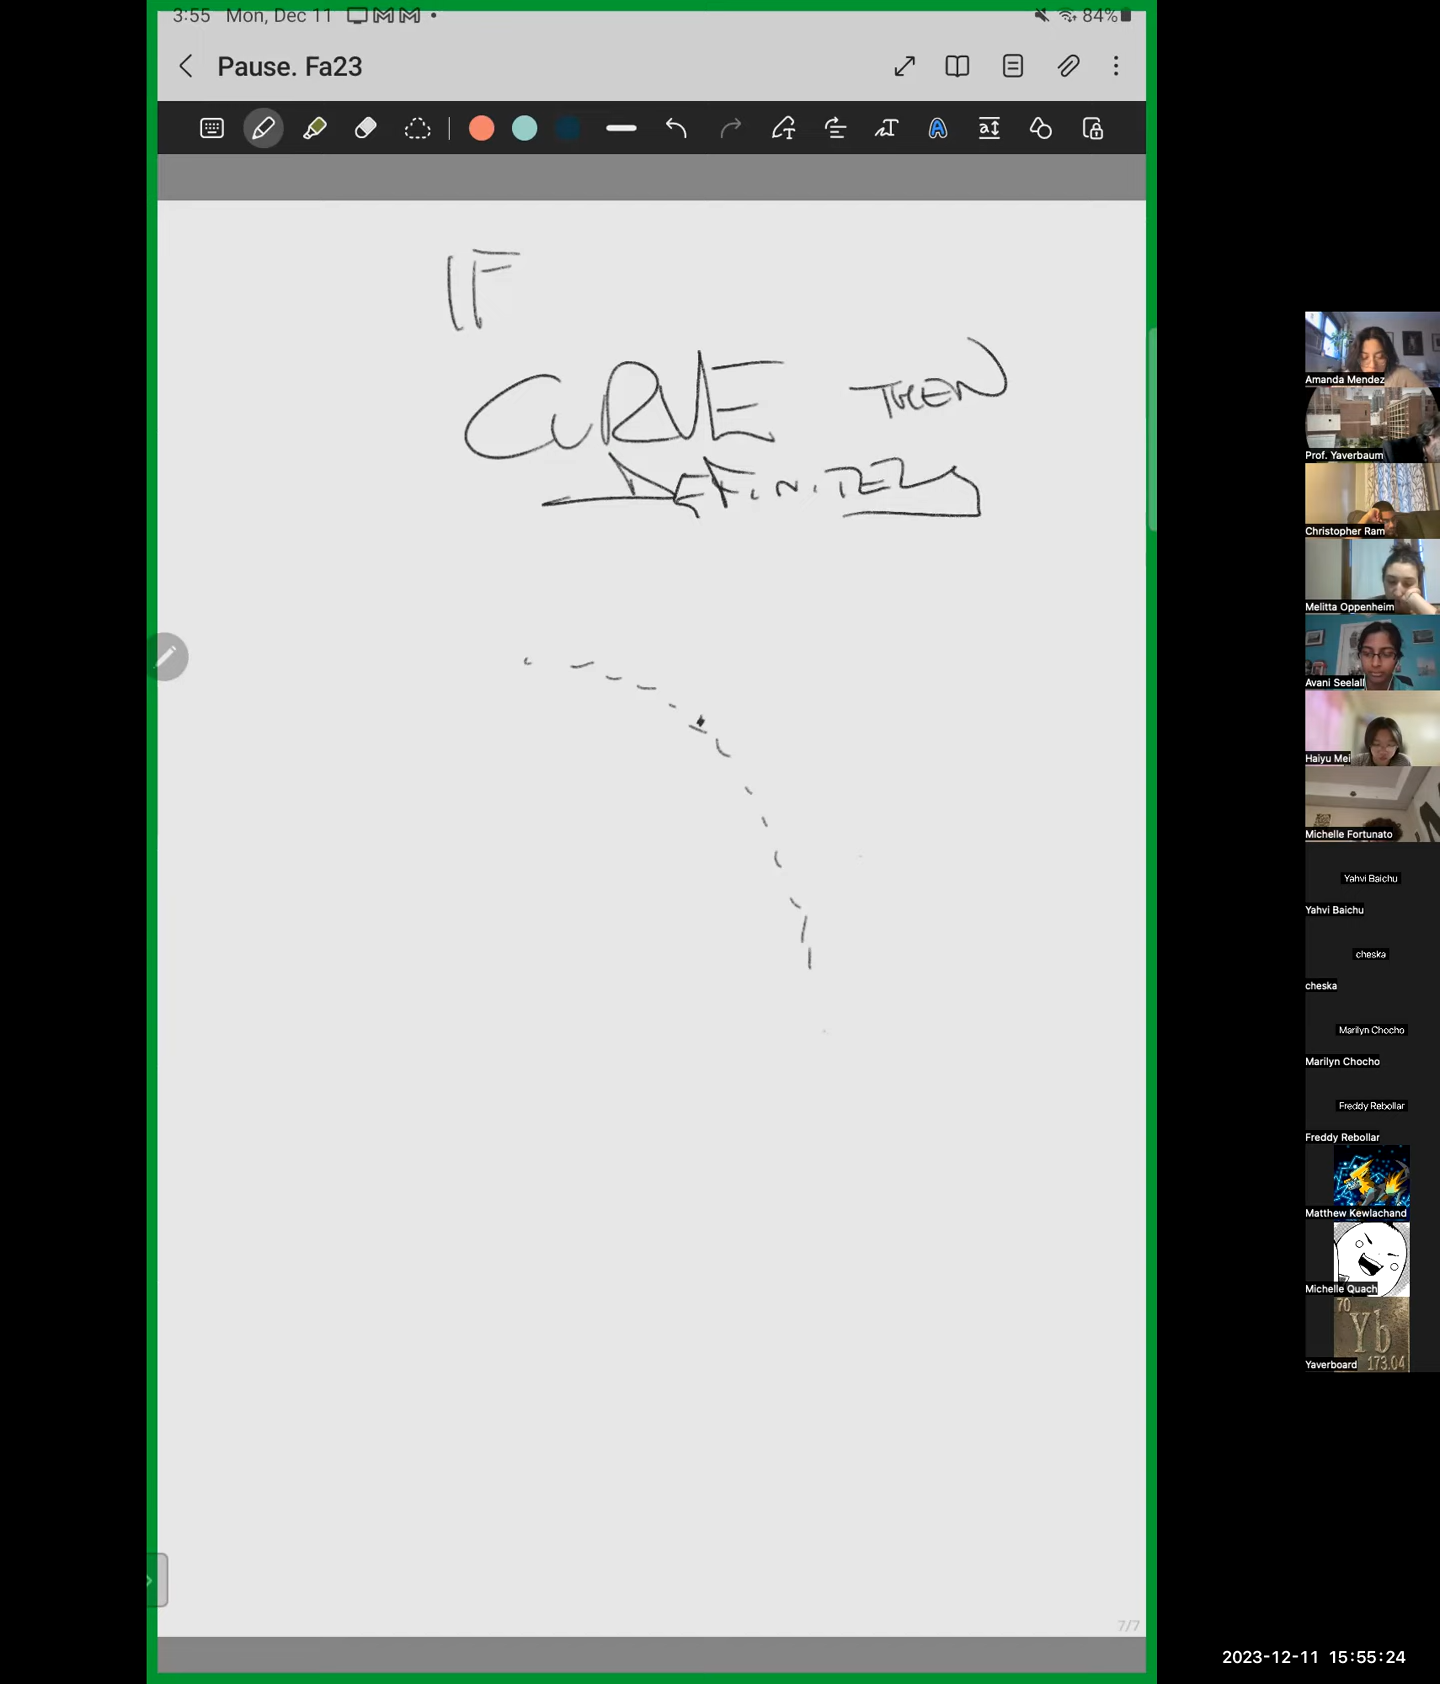 3:55 Mon, Dec 11
84%
Pause. Fa23
IF
CURVE THEN
DEFINITELY
7/7
Amanda Mendez
Prof. Yaverbaum
Christopher Ram
Melitta Oppenheim
Avani Seelall
Haiyu Mei
Michelle Fortunato
Yahvi Baichu
Yahvi Baichu
cheska
cheska
Marilyn Chocho
Marilyn Chocho
Freddy Rebollar
Freddy Rebollar
Matthew Kewlachand
Michelle Quach
70
Yb
Yaverboard 173.04
2023-12-11 15:55:24